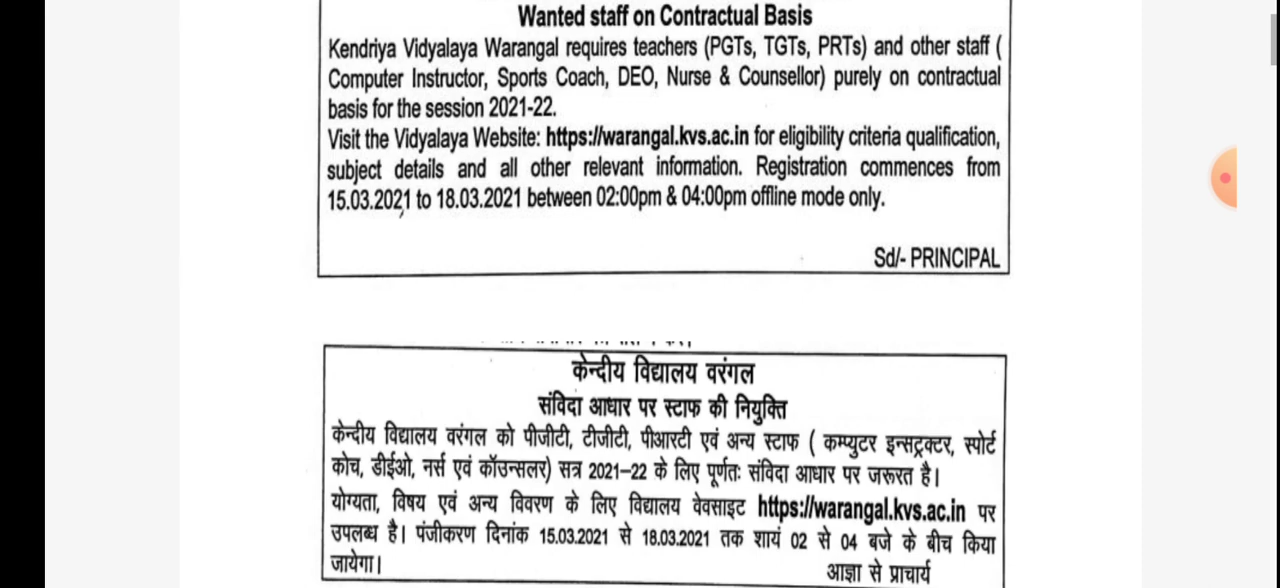 Wanted staff on Contractual Basis
Kendriya Vidyalaya Warangal requires teachers (PGTs, TGTs, PRTs) and other staff (
Computer Instructor, Sports Coach, DEO, Nurse & Counsellor) purely on contractual
basis for the session 2021-22.
Visit the Vidyalaya Website: https://warangal.kvs.ac.in for eligibility criteria qualification,
subject details and all other relevant information. Registration commences from
15.03.2021 to 18.03.2021 between 02:00pm & 04:00pm offline mode only.
Sd/- PRINCIPAL
केन्दीय विद्यालय वरंगल
संविदा आधार पर स्टाफ की नियुक्ति
केन्दीय विद्यालय वरंगल को पीजीटी, टीजीटी, पीआरटी एवं अन्य स्टाफ ( कम्प्युटर इन्सट्रक्टर, स्पोर्ट
कोच, डीईओ, नर्स एवं कॉउन्सलर) सत्र 2021–22 के लिए पूर्णतः संविदा आधार पर जरूरत है।
योग्यता, विषय एवं अन्य विवरण के लिए विद्यालय वेवसाइट https://warangal.kvs.ac.in पर
उपलब्ध है। पंजीकरण दिनांक 15.03.2021 से 18.03.2021 तक शायं 02 से 04 बजे के बीच किया
जायेगा।
आज्ञा से प्राचार्य